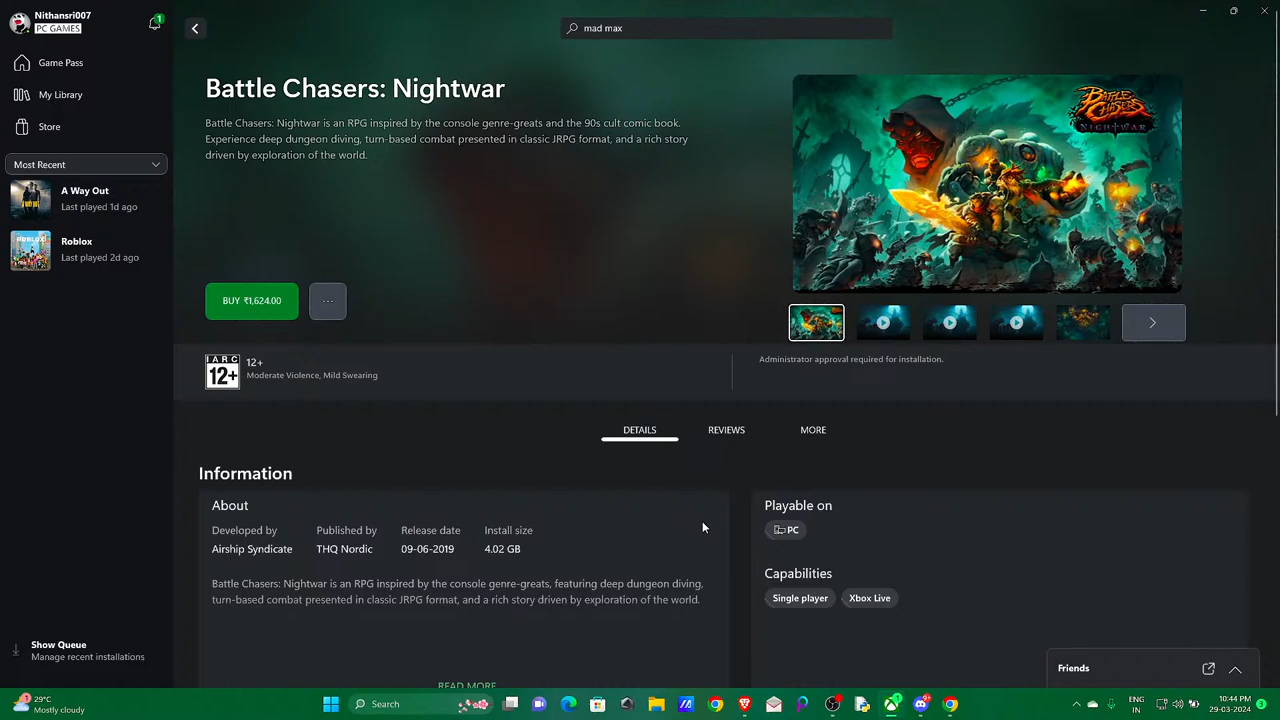 Nithansri007
PC GAMES
1
Game Pass
My Library
Store
Most Recent
A Way Out
Last played 1d ago
Roblox
Last played 2d ago
Show Queue
Manage recent installations
mad max
Battle Chasers: Nightwar
Battle Chasers: Nightwar is an RPG inspired by the console genre-greats and the 90s cult comic book.
Experience deep dungeon diving, turn-based combat presented in classic JRPG format, and a rich story
driven by exploration of the world.
BUY ₹1,624.00
BATTLE
CHASERS
NIGHTWAR
IARC
12+
12+
Moderate Violence, Mild Swearing
Administrator approval required for installation.
DETAILS
REVIEWS
MORE
Information
About
Developed by
Airship Syndicate
Published by
THQ Nordic
Release date
09-06-2019
Install size
4.02 GB
Battle Chasers: Nightwar is an RPG inspired by the console genre-greats, featuring deep dungeon diving,
turn-based combat presented in classic JRPG format, and a rich story driven by exploration of the world.
READ MORE
Playable on
PC
Capabilities
Single player
Xbox Live
Friends
29°C
Mostly cloudy
Search
ENG
IN
10:44 PM
29-03-2024